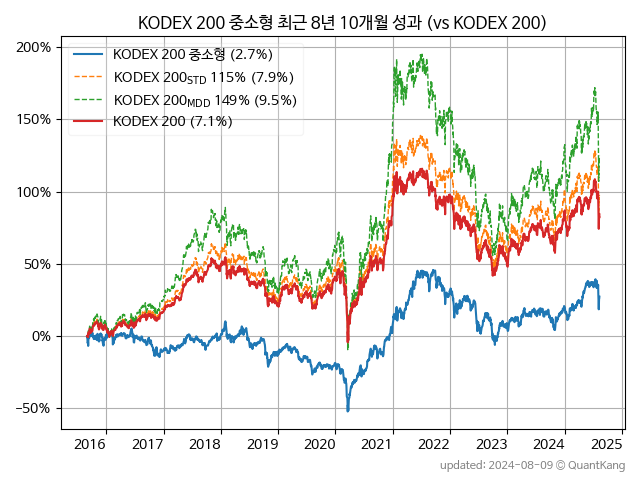 KODEX 200 중소형 최근 8년 10개월 성과 (vs KODEX 200)
KODEX 200 중소형 (2.7%)
KODEX 200STD 115% (7.9%)
KODEX 200MDD 149% (9.5%)
KODEX 200 (7.1%)
200%
150%
100%
50%
0%
−50%
2016 2017 2018 2019 2020 2021 2022 2023 2024 2025
updated: 2024-08-09 © QuantKang